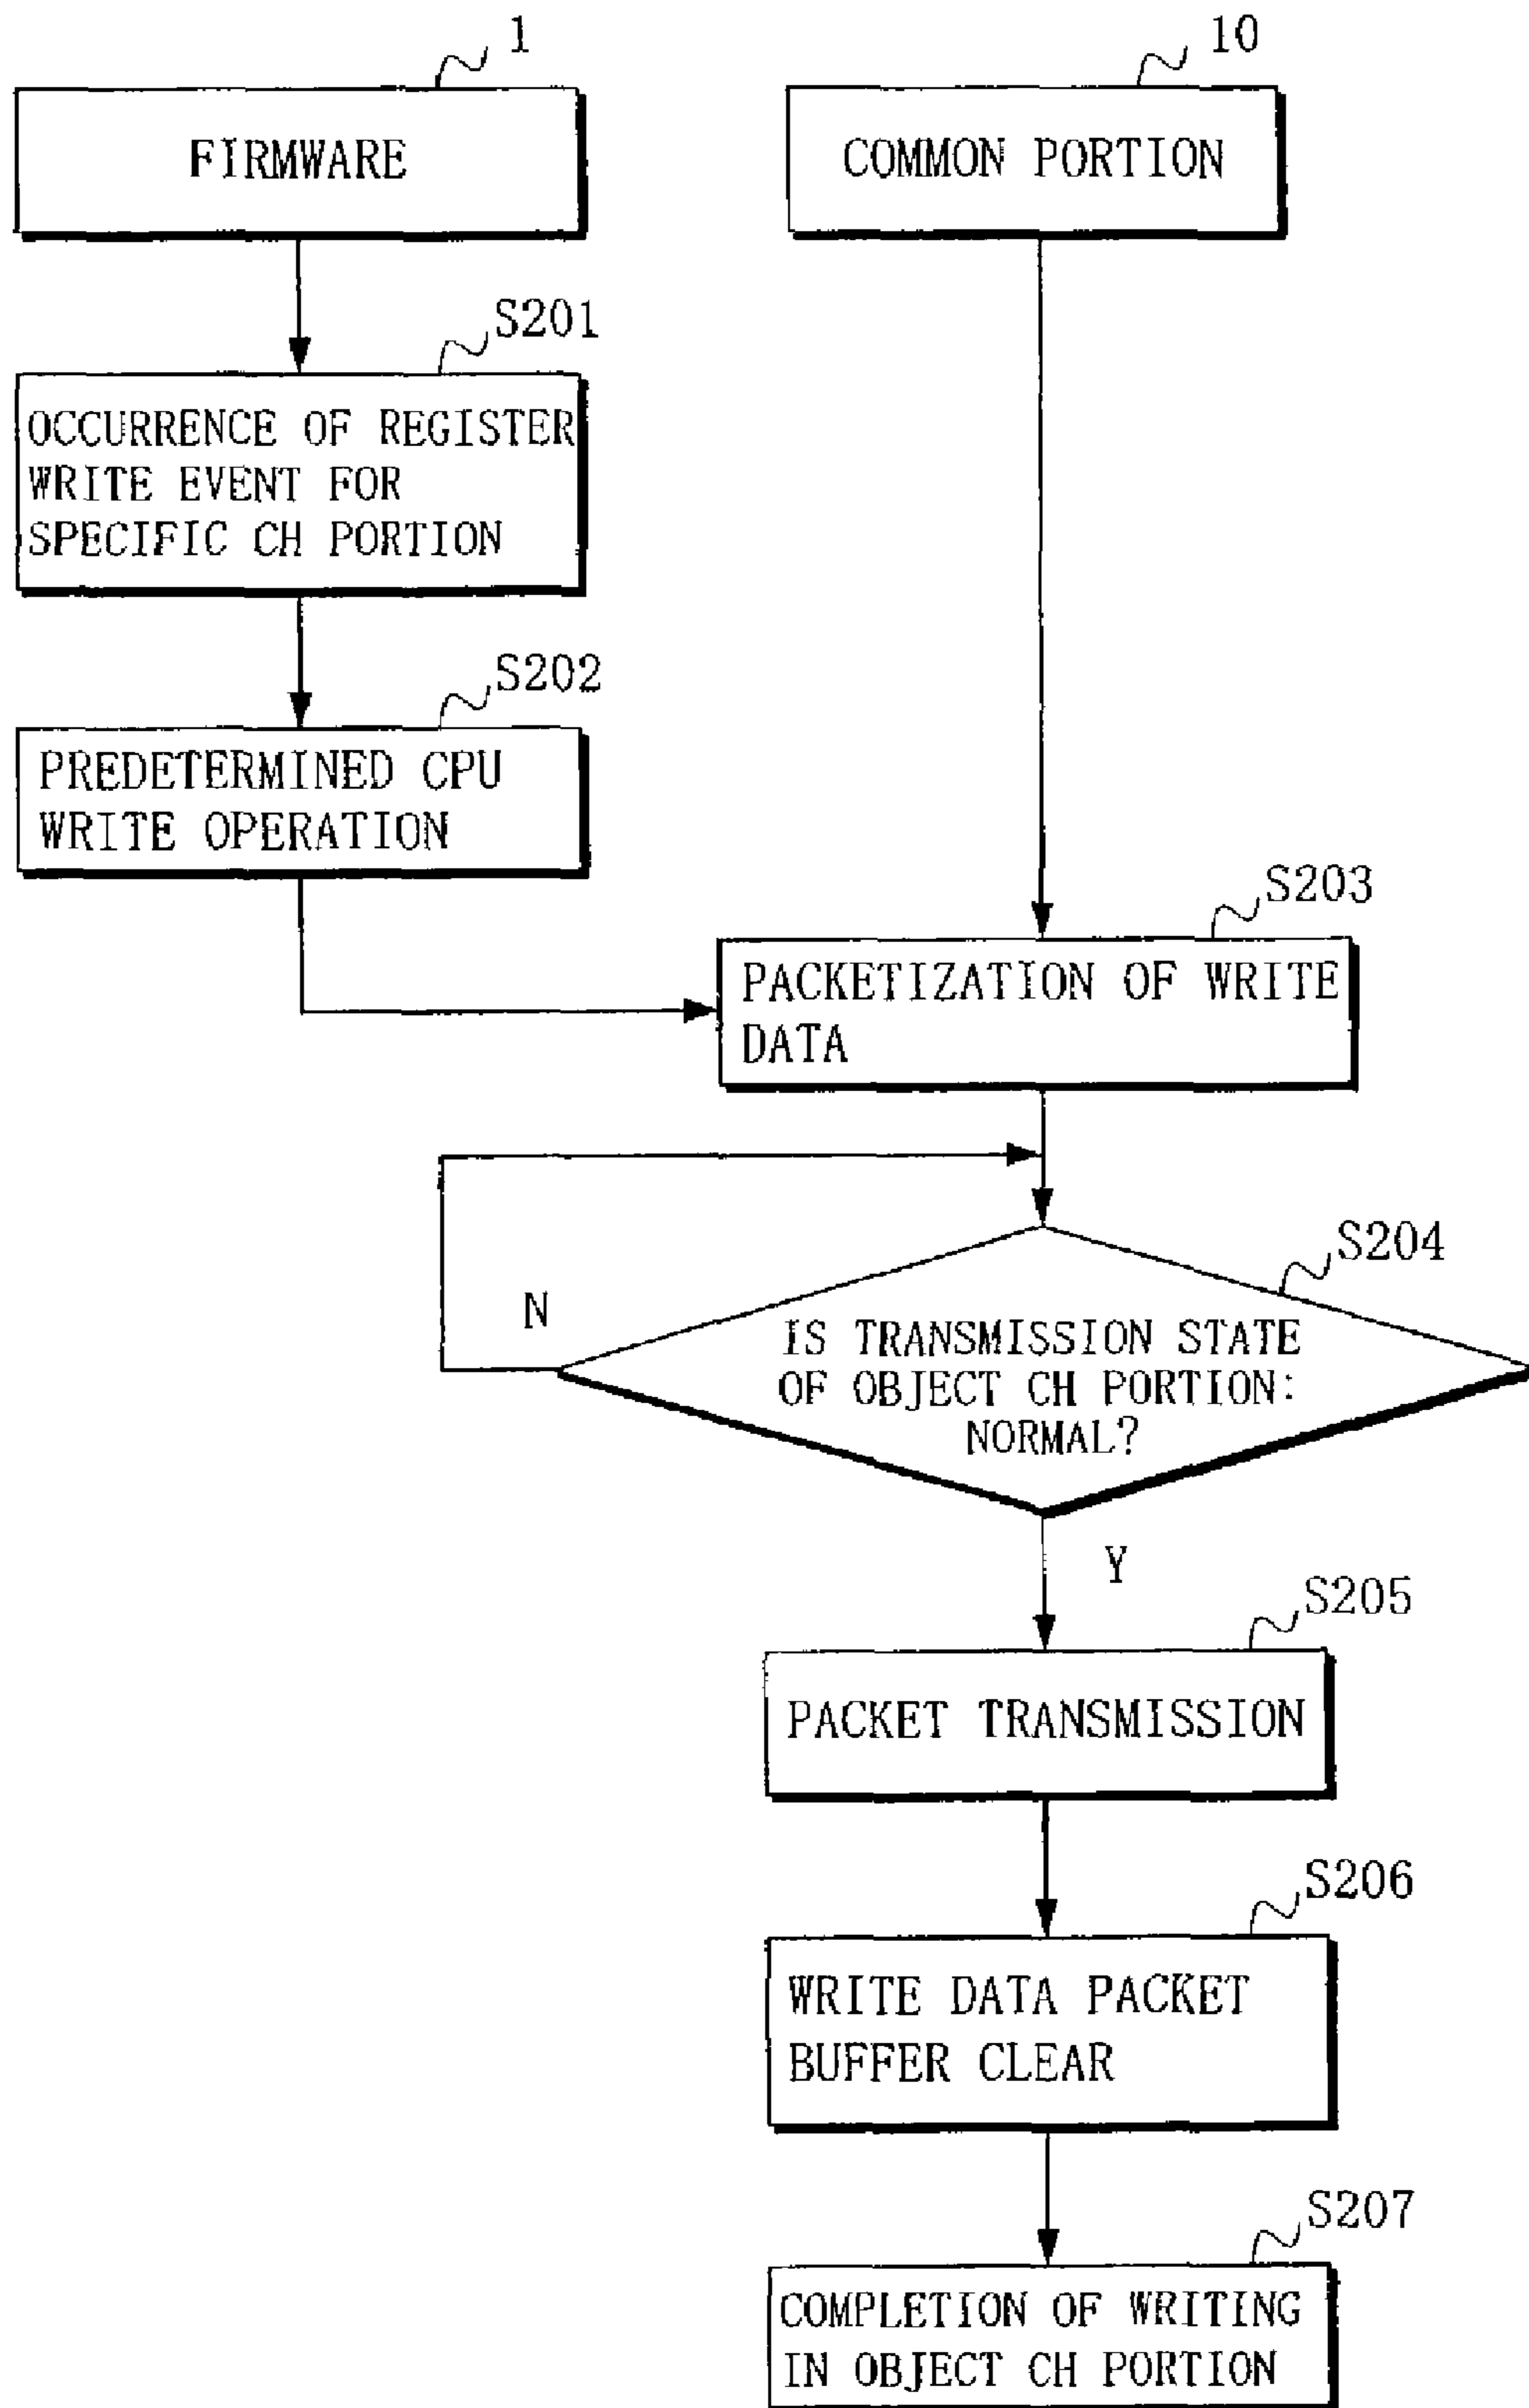 1
10
FIRMWARE
COMMON PORTION
S201
OCCURRENCE OF REGISTER
WRITE EVENT FOR
SPECIFIC CH PORTION
S202
PREDETERMINED CPU
WRITE OPERATION
S203
PACKETIZATION OF WRITE
DATA
S204
N
IS TRANSMISSION STATE
OF OBJECT CH PORTION:
NORMAL?
Y
S205
PACKET TRANSMISSION
S206
WRITE DATA PACKET
BUFFER CLEAR
S207
COMPLETION OF WRITING
IN OBJECT CH PORTION